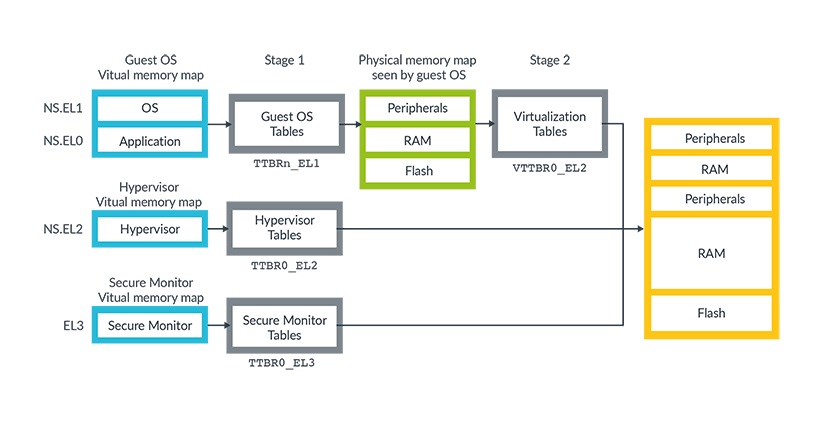 Guest OS
Vitual memory map
Stage 1
Physical memory map
seen by guest OS
Stage 2
NS.EL1
OS
NS.EL0
Application
Guest OS
Tables
TTBRn_EL1
Peripherals
RAM
Flash
Virtualization
Tables
VTTBR0_EL2
Hypervisor
Vitual memory map
NS.EL2
Hypervisor
Hypervisor
Tables
TTBR0_EL2
Secure Monitor
Vitual memory map
EL3
Secure Monitor
Secure Monitor
Tables
TTBR0_EL3
Peripherals
RAM
Peripherals
RAM
Flash